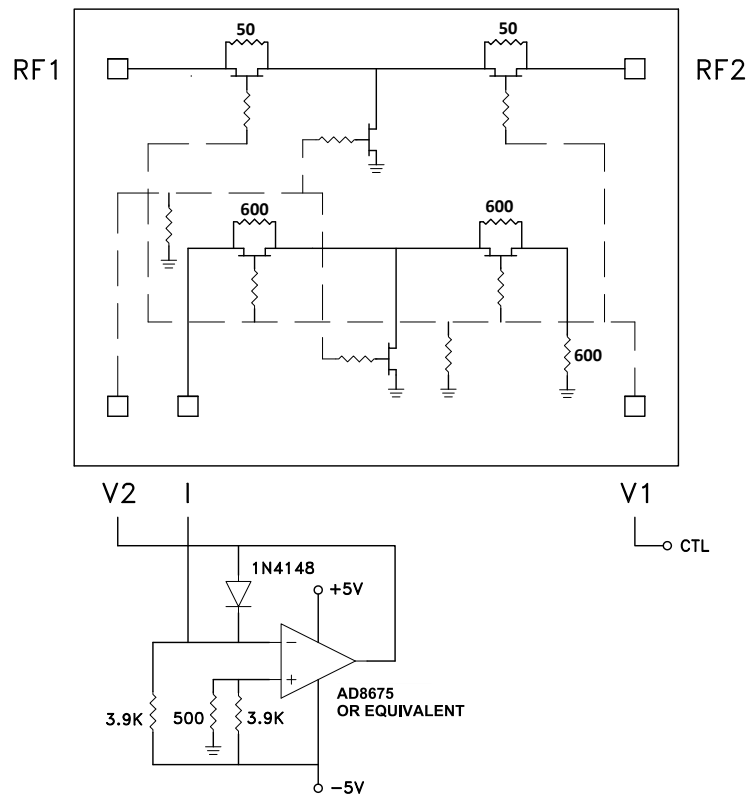 50
50
RF1
RF2
600
600
600
V2
I
V1
CTL
1N4148
+5V
−
+
AD8675
OR EQUIVALENT
3.9K
500
3.9K
−5V